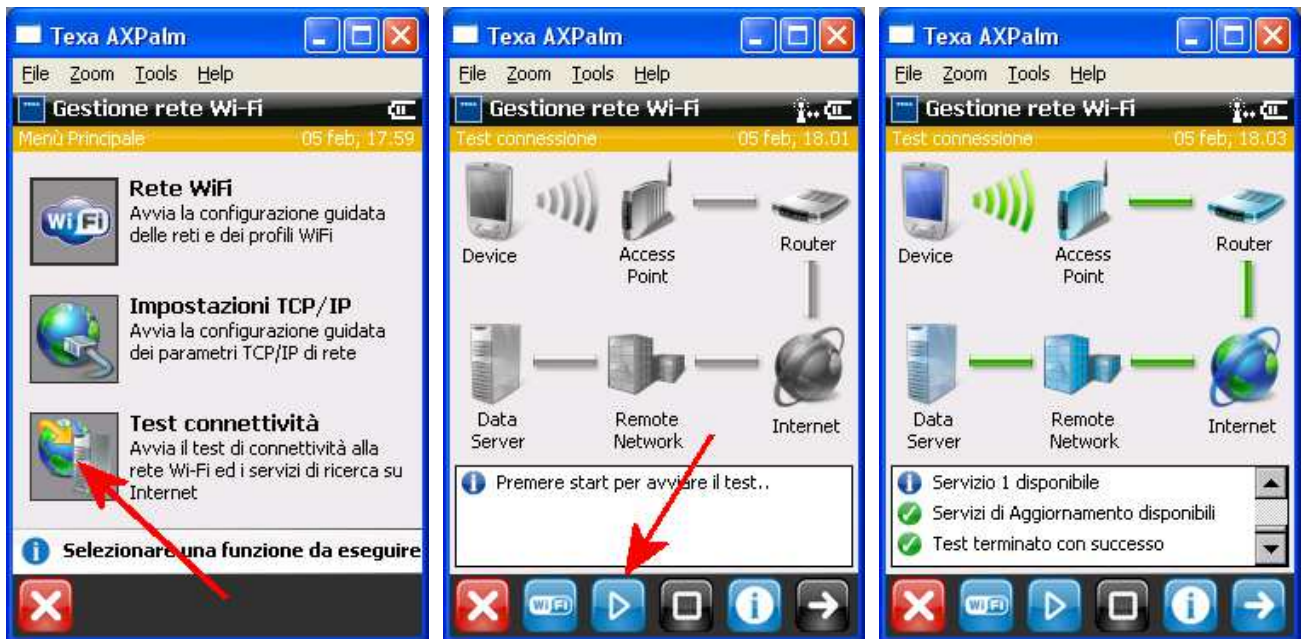 Texa AXPalm
File Zoom Tools Help
Gestione rete Wi-Fi
Menù Principale 05 feb, 17.59
WiFi
Rete WiFi
Avvia la configurazione guidata
delle reti e dei profili WiFi
Impostazioni TCP/IP
Avvia la configurazione guidata
dei parametri TCP/IP di rete
Test connettività
Avvia il test di connettività alla
rete Wi-Fi ed i servizi di ricerca su
Internet
Selezionare una funzione da eseguire
Texa AXPalm
File Zoom Tools Help
Gestione rete Wi-Fi
Test connessione 05 feb, 18.01
Device
Access
Point
Router
Data
Server
Remote
Network
Internet
Premere start per avviare il test..
WiFi
Texa AXPalm
File Zoom Tools Help
Gestione rete Wi-Fi
Test connessione 05 feb, 18.03
Device
Access
Point
Router
Data
Server
Remote
Network
Internet
Servizio 1 disponibile
Servizi di Aggiornamento disponibili
Test terminato con successo
WiFi